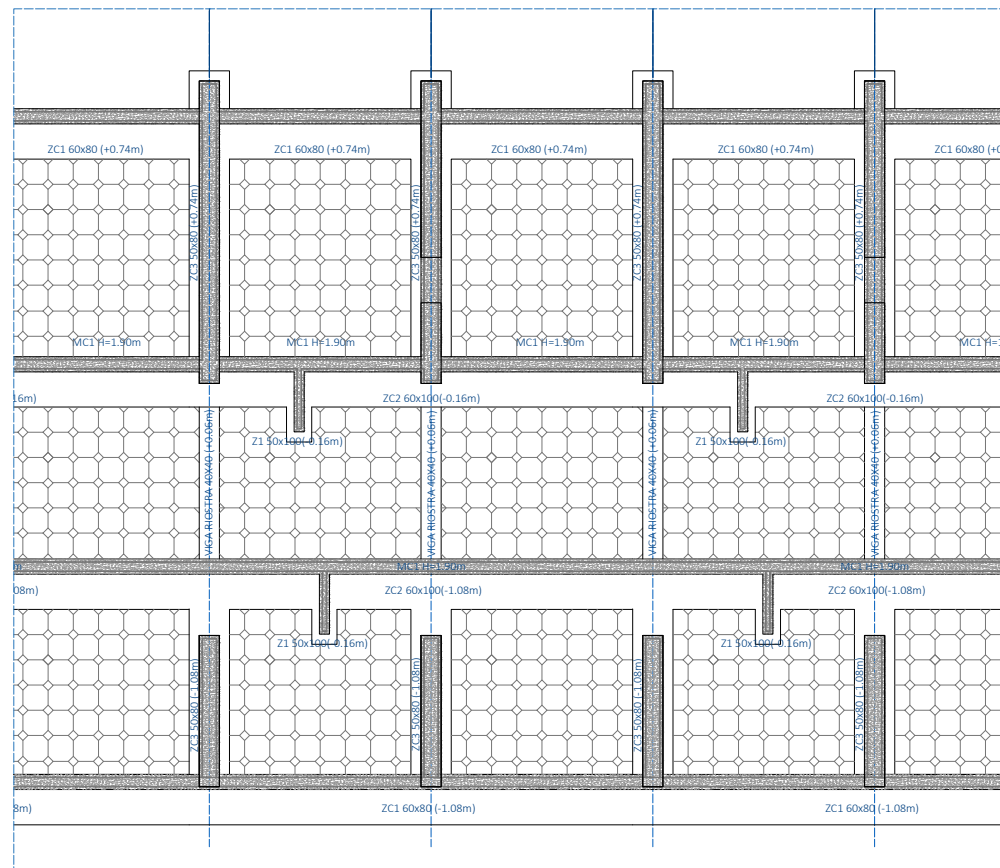 ZC1 60x80 (+0.74m)
ZC1 60x80 (+0.74m)
ZC1 60x80 (+0.74m)
ZC1 60x80 (+0.74m)
ZC1 60x80 (+0
ZC3 50x80 (+0.74m)
ZC3 50x80 (+0.74m)
ZC3 50x80 (+0.74m)
ZC3 50x80 (+0.74m)
MC1 H=1.90m
MC1 H=1.90m
MC1 H=1.90m
MC1 H=1.90m
MC1 H=1
.16m)
ZC2 60x100(-0.16m)
ZC2 60x100(-0.16m)
Z1 50x100(-0.16m)
Z1 50x100(-0.16m)
VIGA RIOSTRA 40X40 (+0.06m)
VIGA RIOSTRA 40X40 (+0.06m)
VIGA RIOSTRA 40X40 (+0.06m)
VIGA RIOSTRA 40X40 (+0.06m)
m
MC1 H=1.90m
MC1 H=1.90m
08m)
ZC2 60x100(-1.08m)
ZC2 60x100(-1.08m)
Z1 50x100(-0.16m)
Z1 50x100(-0.16m)
ZC3 50x80 (-1.08m)
ZC3 50x80 (-1.08m)
ZC3 50x80 (-1.08m)
ZC3 50x80 (-1.08m)
8m)
ZC1 60x80 (-1.08m)
ZC1 60x80 (-1.08m)